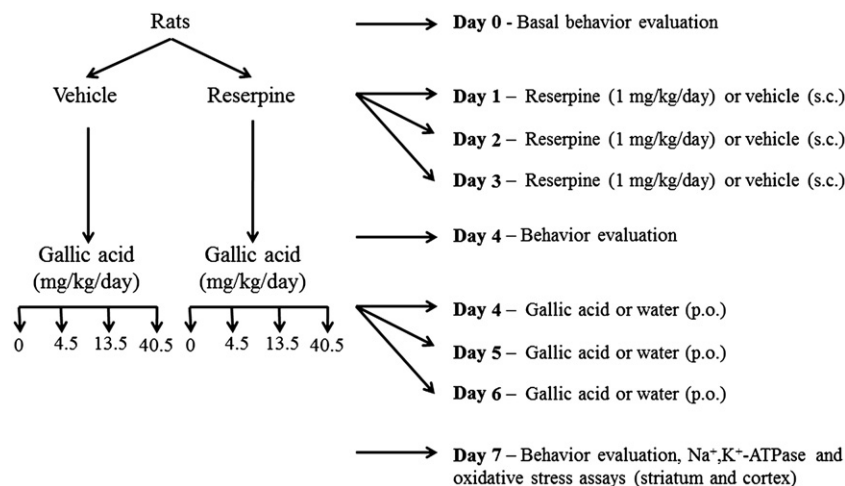 Rats
Vehicle
Reserpine
Gallic acid
(mg/kg/day)
Gallic acid
(mg/kg/day)
0 4.5 13.5 40.5
0 4.5 13.5 40.5
Day 0 - Basal behavior evaluation
Day 1 – Reserpine (1 mg/kg/day) or vehicle (s.c.)
Day 2 – Reserpine (1 mg/kg/day) or vehicle (s.c.)
Day 3 – Reserpine (1 mg/kg/day) or vehicle (s.c.)
Day 4 – Behavior evaluation
Day 4 – Gallic acid or water (p.o.)
Day 5 – Gallic acid or water (p.o.)
Day 6 – Gallic acid or water (p.o.)
Day 7 – Behavior evaluation, Na⁺,K⁺-ATPase and
oxidative stress assays (striatum and cortex)